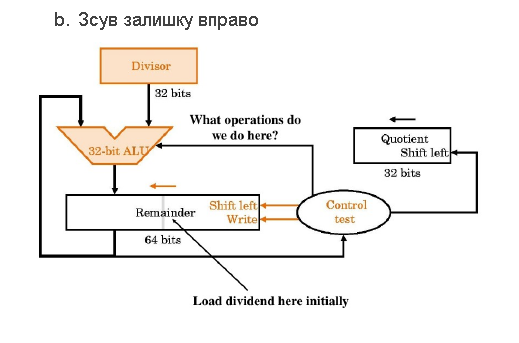 b. Зсув залишку вправо
Divisor
32 bits
What operations do
we do here?
32-bit ALU
Quotient
Shift left
32 bits
Remainder
Shift left
Write
Control
test
64 bits
Load dividend here initially